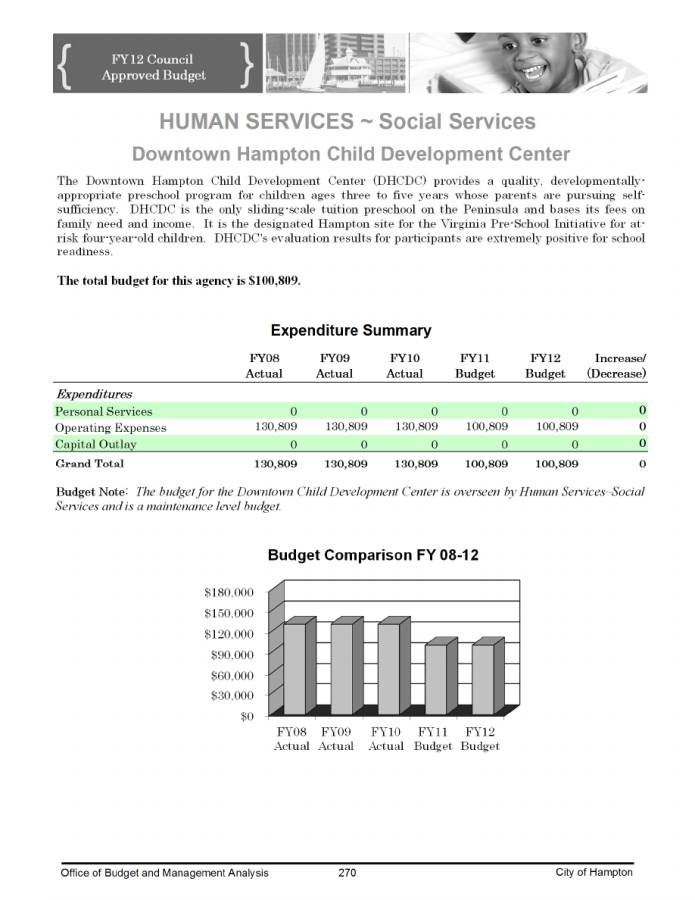 FY12 Council
Approved Budget
HUMAN SERVICES ~ Social Services
Downtown Hampton Child Development Center
The Downtown Hampton Child Development Center (DHCDC) provides a quality, developmentally-
appropriate preschool program for children ages three to five years whose parents are pursuing self-
sufficiency. DHCDC is the only sliding-scale tuition preschool on the Peninsula and bases its fees on
family need and income. It is the designated Hampton site for the Virginia Pre-School Initiative for at-
risk four-year-old children. DHCDC's evaluation results for participants are extremely positive for school
readiness.
The total budget for this agency is $100,809.
Expenditure Summary
FY08 FY09 FY10 FY11 FY12 Increase/
Actual Actual Actual Budget Budget (Decrease)
Expenditures
Personal Services 0 0 0 0 0 0
Operating Expenses 130,809 130,809 130,809 100,809 100,809 0
Capital Outlay 0 0 0 0 0 0
Grand Total 130,809 130,809 130,809 100,809 100,809 0
Budget Note: The budget for the Downtown Child Development Center is overseen by Human Services-Social
Services and is a maintenance level budget.
Budget Comparison FY 08-12
$180,000
$150,000
$120,000
$90,000
$60,000
$30,000
$0
FY08 FY09 FY10 FY11 FY12
Actual Actual Actual Budget Budget
Office of Budget and Management Analysis 270 City of Hampton